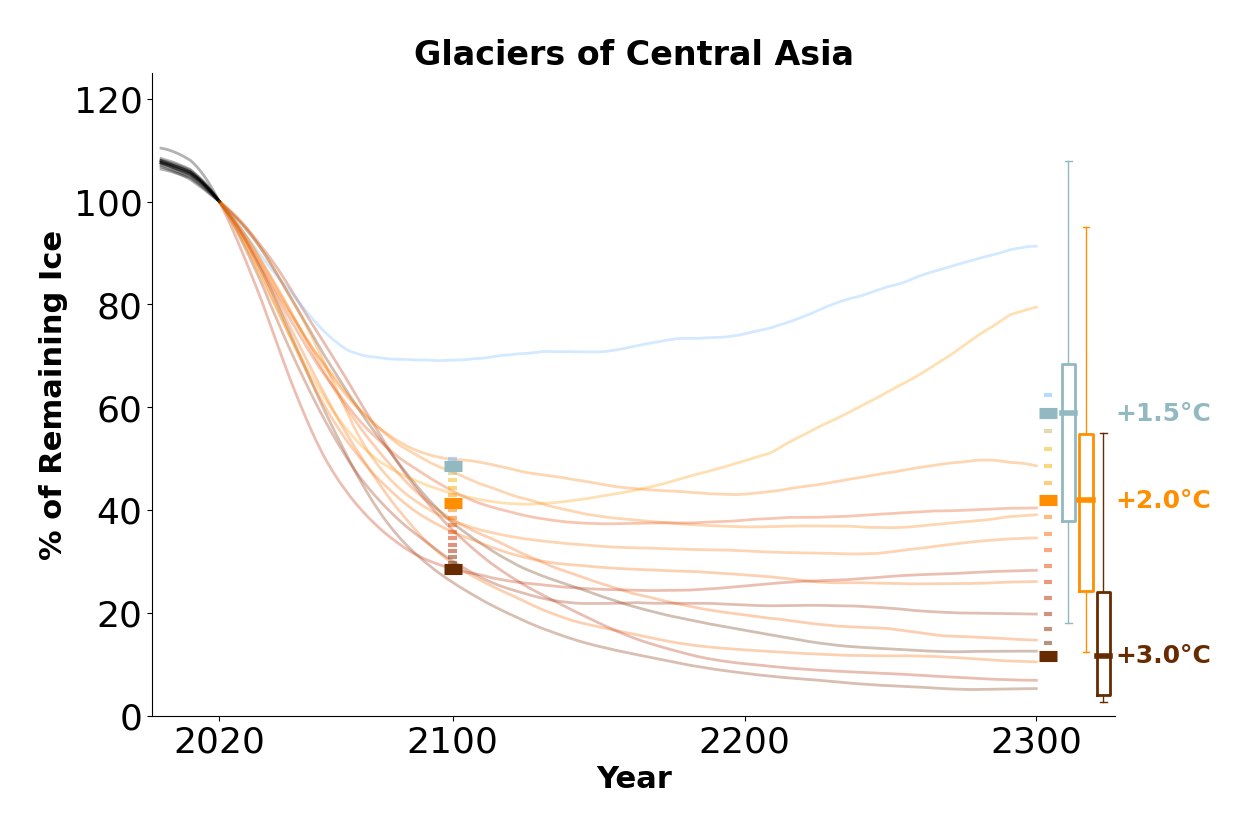 Glaciers of Central Asia
% of Remaining Ice
120
100
80
60
40
20
0
+1.5°C
+2.0°C
+3.0°C
2020 2100 2200 2300
Year